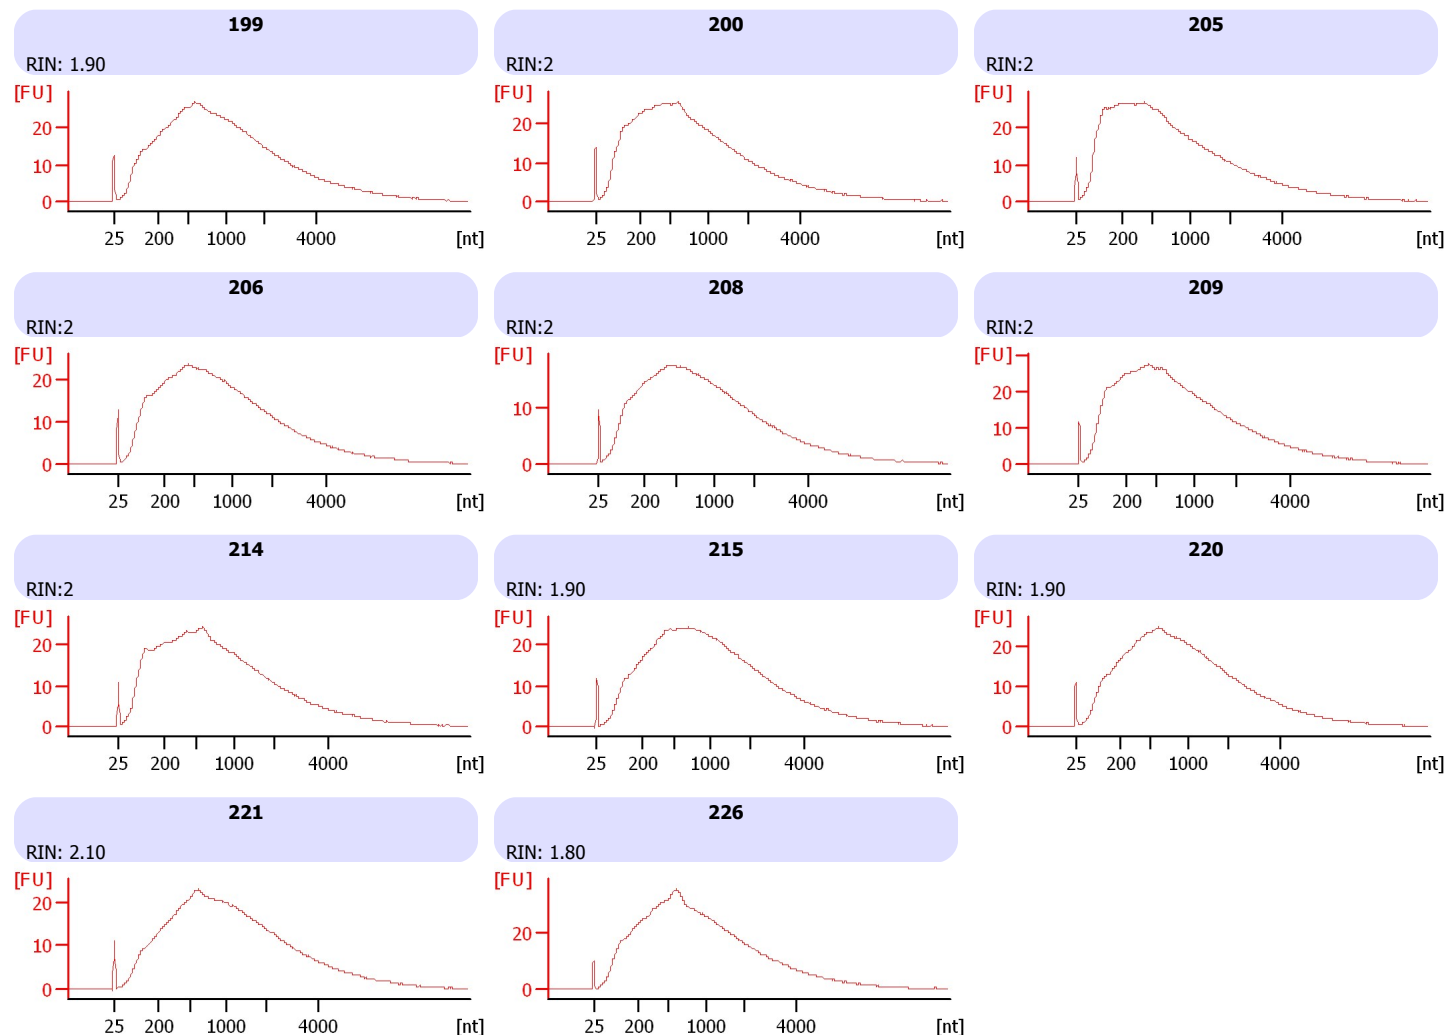 199 200 205
RIN: 1.90 RIN:2 RIN:2
[FU] [FU] [FU]
20 20 20
10 10 10
0 0 0
25 200 1000 4000 [nt] 25 200 1000 4000 [nt] 25 200 1000 4000 [nt]
206 208 209
RIN:2 RIN:2 RIN:2
[FU] [FU] [FU]
20 20
10 10 10
0 0 0
25 200 1000 4000 [nt] 25 200 1000 4000 [nt] 25 200 1000 4000 [nt]
214 215 220
RIN:2 RIN: 1.90 RIN: 1.90
[FU] [FU] [FU]
20 20 20
10 10 10
0 0 0
25 200 1000 4000 [nt] 25 200 1000 4000 [nt] 25 200 1000 4000 [nt]
221 226
RIN: 2.10 RIN: 1.80
[FU] [FU]
20 20
10
0 0
25 200 1000 4000 [nt] 25 200 1000 4000 [nt]